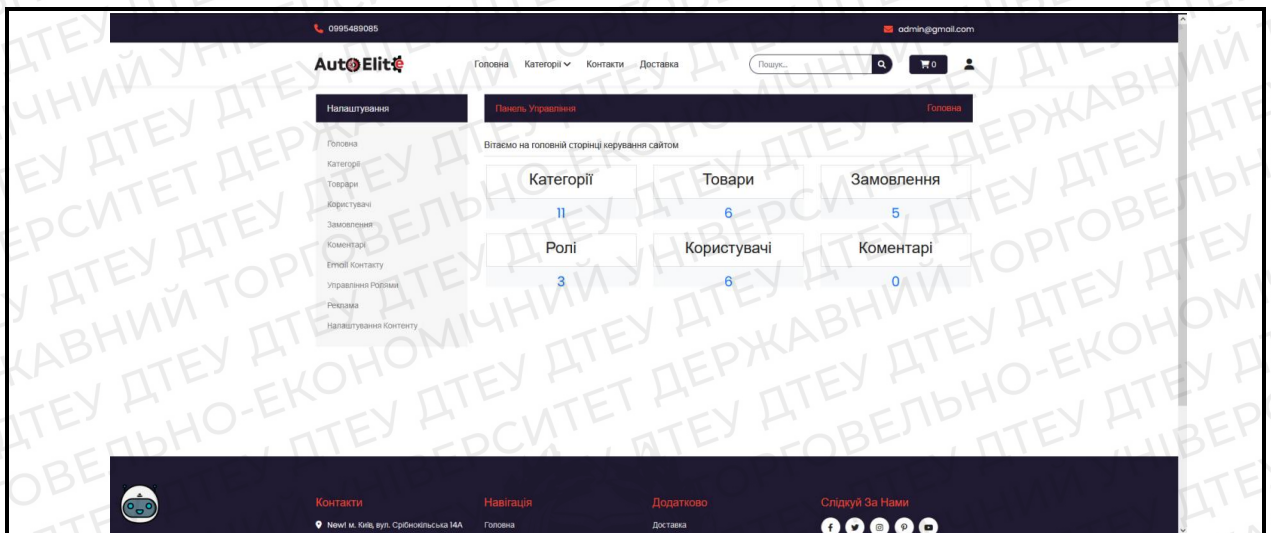 0995489085
admin@gmail.com
AutoElite
Головна Категорії Контакти Доставка
Пошук...
0
Налаштування
Головна
Категорії
Товрари
Користувачі
Замовлення
Коментарі
Email Контакту
Управління Ролями
Реклама
Налаштування Контенту
Панель Управління
Головна
Вітаємо на головній сторінці керування сайтом
Категорії
11
Товари
6
Замовлення
5
Ролі
3
Користувачі
6
Коментарі
0
Контакти
New! м. Київ, вул. Срібнокільська 14А
Навігація
Головна
Додатково
Доставка
Слідкуй За Нами